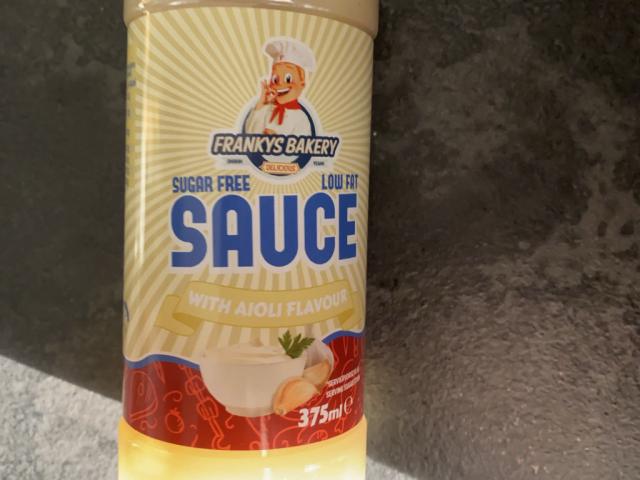 FRANKYS BAKERY
DELICIOUS
SUGAR FREE LOW FAT
SAUCE
WITH AIOLI FLAVOUR
375ml e